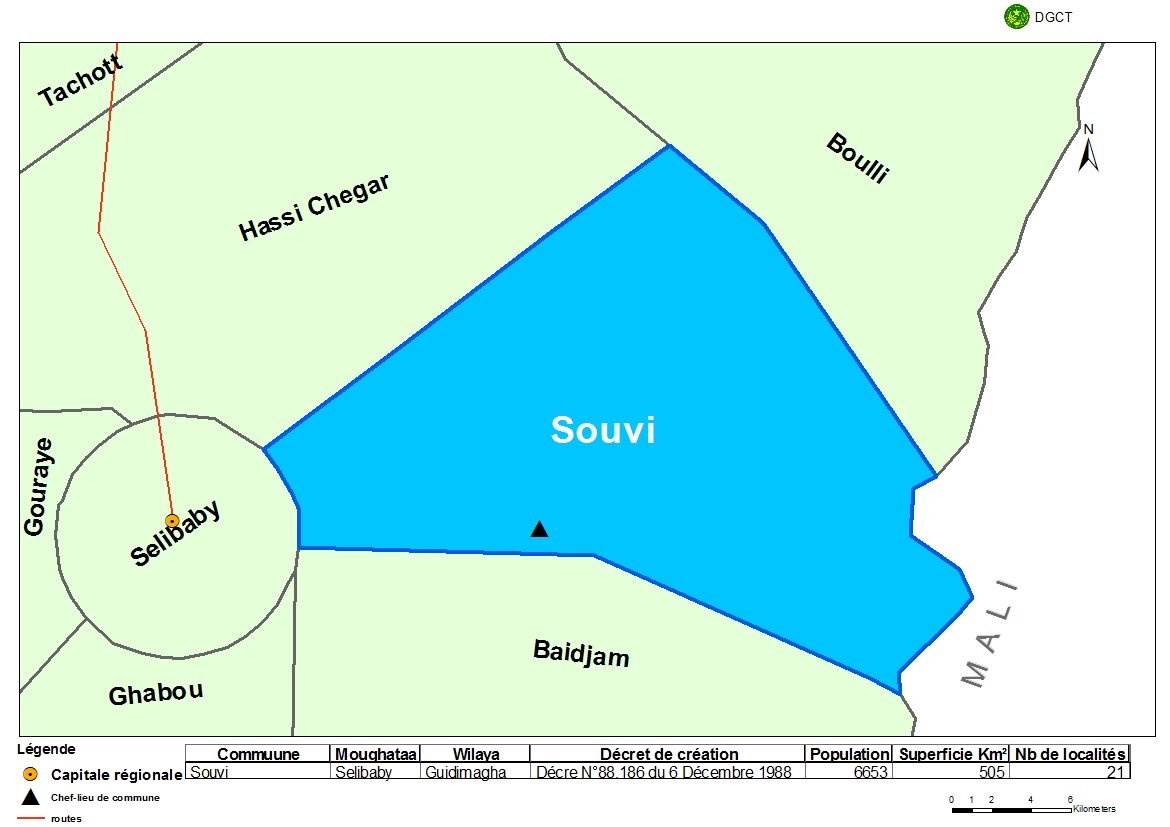 DGCT
Tachott
N
Boulli
Hassi Chegar
Souvi
Gouraye
Selibaby
MALI
Baidjam
Ghabou
Légende
Capitale régionale
Chef-lieu de commune
routes
Commuune Moughataa Wilaya Décret de création Population Superficie Km² Nb de localités
Souvi Selibaby Guidimagha Décre N°88.186 du 6 Décembre 1988 6653 505 21
0 1 2 4 6
Kilometers